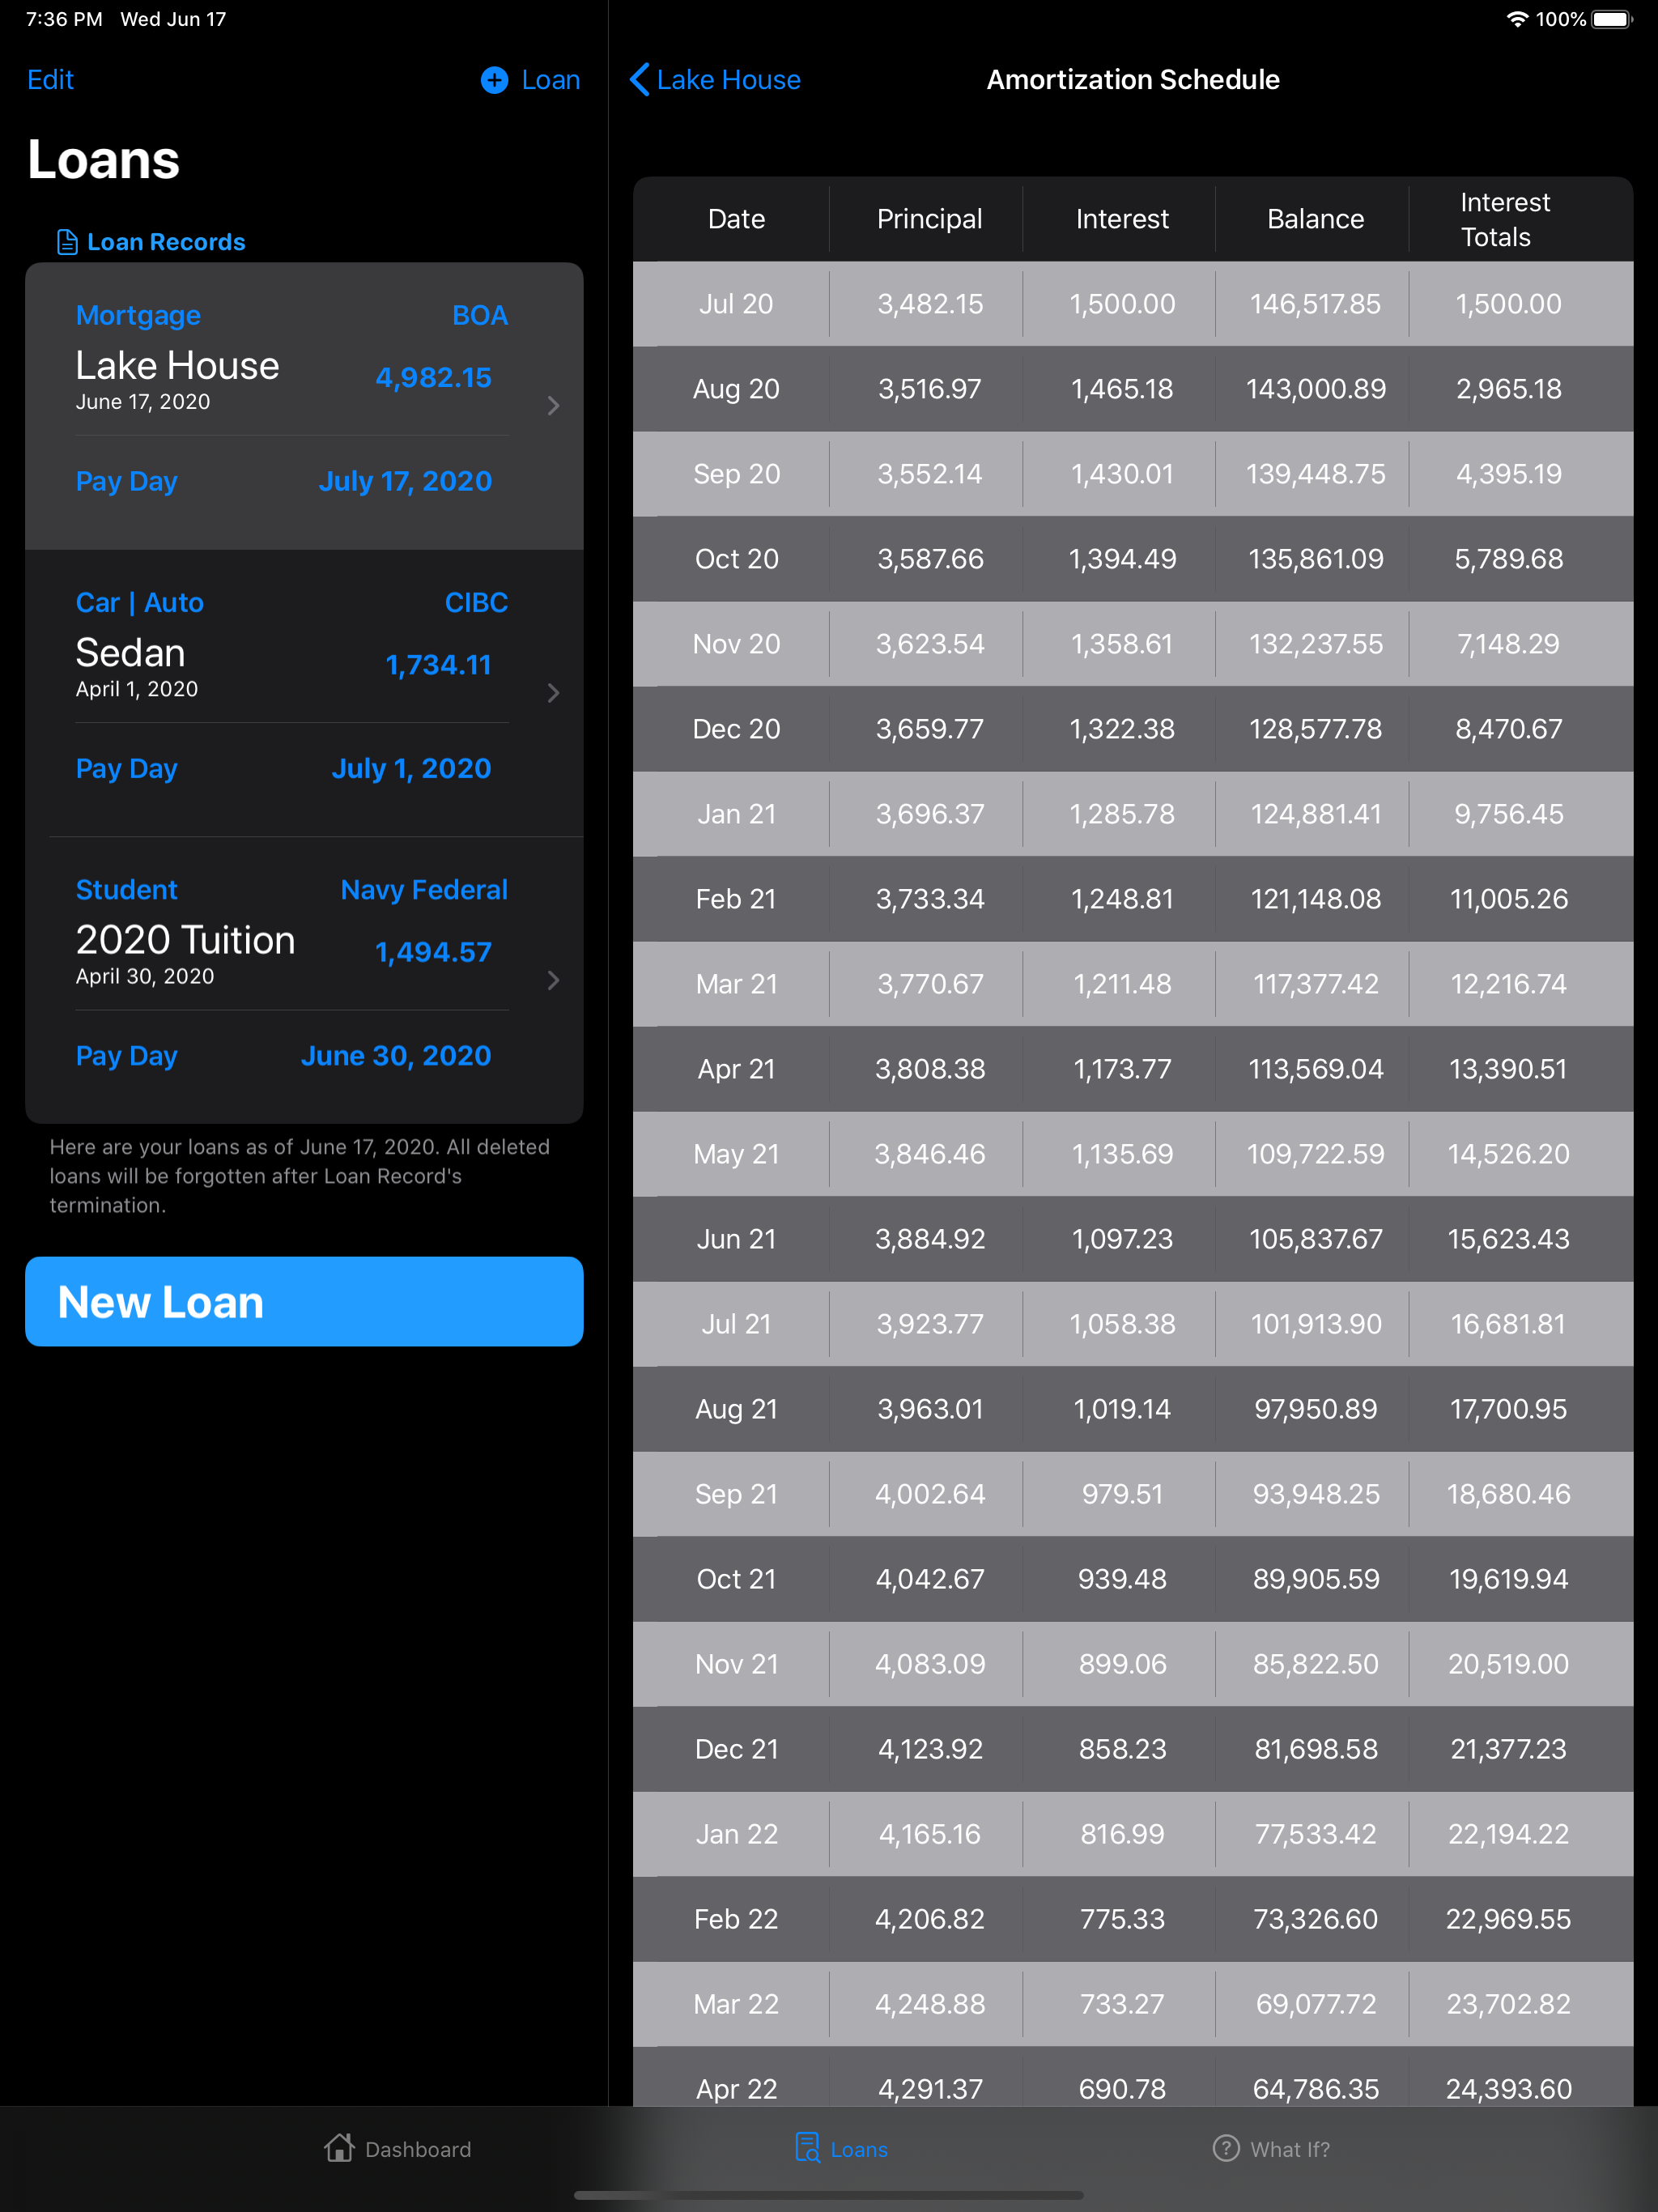 7:36 PM Wed Jun 17
100%
Edit
Loan
Loans
Loan Records
Mortgage BOA
Lake House 4,982.15
June 17, 2020
Pay Day July 17, 2020
Car | Auto CIBC
Sedan 1,734.11
April 1, 2020
Pay Day July 1, 2020
Student Navy Federal
2020 Tuition 1,494.57
April 30, 2020
Pay Day June 30, 2020
Here are your loans as of June 17, 2020. All deleted
loans will be forgotten after Loan Record's
termination.
New Loan
Lake House
Amortization Schedule
Date Principal Interest Balance Interest Totals
Jul 20 3,482.15 1,500.00 146,517.85 1,500.00
Aug 20 3,516.97 1,465.18 143,000.89 2,965.18
Sep 20 3,552.14 1,430.01 139,448.75 4,395.19
Oct 20 3,587.66 1,394.49 135,861.09 5,789.68
Nov 20 3,623.54 1,358.61 132,237.55 7,148.29
Dec 20 3,659.77 1,322.38 128,577.78 8,470.67
Jan 21 3,696.37 1,285.78 124,881.41 9,756.45
Feb 21 3,733.34 1,248.81 121,148.08 11,005.26
Mar 21 3,770.67 1,211.48 117,377.42 12,216.74
Apr 21 3,808.38 1,173.77 113,569.04 13,390.51
May 21 3,846.46 1,135.69 109,722.59 14,526.20
Jun 21 3,884.92 1,097.23 105,837.67 15,623.43
Jul 21 3,923.77 1,058.38 101,913.90 16,681.81
Aug 21 3,963.01 1,019.14 97,950.89 17,700.95
Sep 21 4,002.64 979.51 93,948.25 18,680.46
Oct 21 4,042.67 939.48 89,905.59 19,619.94
Nov 21 4,083.09 899.06 85,822.50 20,519.00
Dec 21 4,123.92 858.23 81,698.58 21,377.23
Jan 22 4,165.16 816.99 77,533.42 22,194.22
Feb 22 4,206.82 775.33 73,326.60 22,969.55
Mar 22 4,248.88 733.27 69,077.72 23,702.82
Apr 22 4,291.37 690.78 64,786.35 24,393.60
Dashboard
Loans
What If?